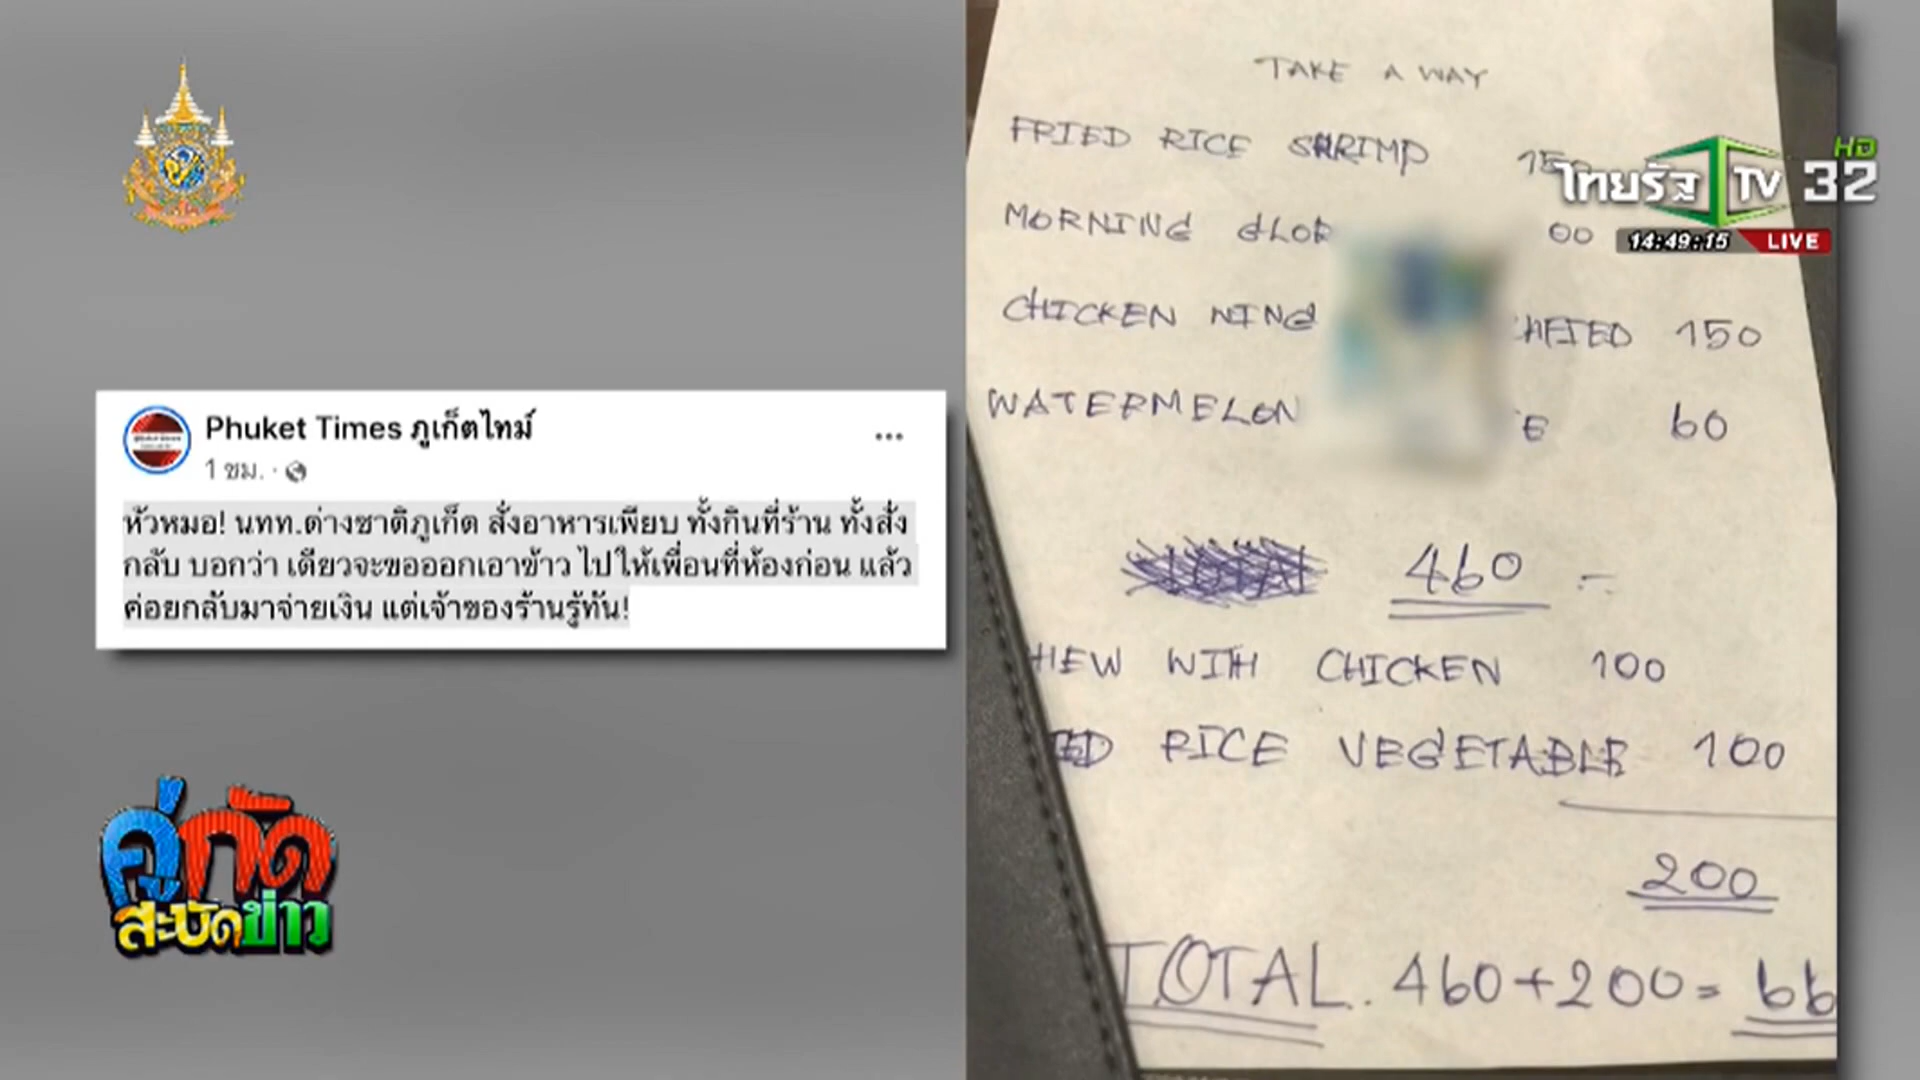 Phuket Times ภูเก็ตไทม์
1 ชม.
หัวหมอ! นทท.ต่างชาติภูเก็ต สั่งอาหารเพียบ ทั้งกินที่ร้าน ทั้งสั่ง
กลับ บอกว่า เดียวจะขอออกเอาข้าว ไปให้เพื่อนที่ห้องก่อน แล้ว
ค่อยกลับมาจ่ายเงิน แต่เจ้าของร้านรู้ทัน!
คู่กัด
สะบัดข่าว
TAKE A WAY
FRIED RICE SHRIMP 150
MORNING GLOR 00
CHICKEN WING 150
WATERMELON E 60
460
HEW WITH CHICKEN 100
ED RICE VEGETABLE 100
200
TOTAL. 460+200= 66
ไทยรัฐ TV 32 HD
14:49:15 LIVE